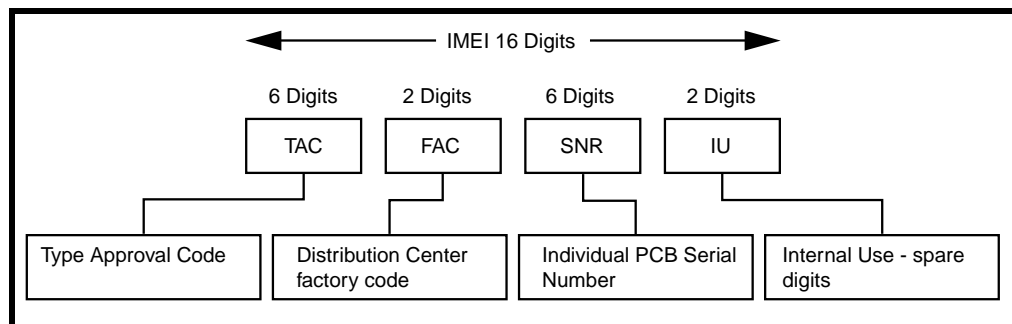 IMEI 16 Digits
6 Digits
2 Digits
6 Digits
2 Digits
TAC
FAC
SNR
IU
Type Approval Code
Distribution Center
factory code
Individual PCB Serial
Number
Internal Use - spare
digits